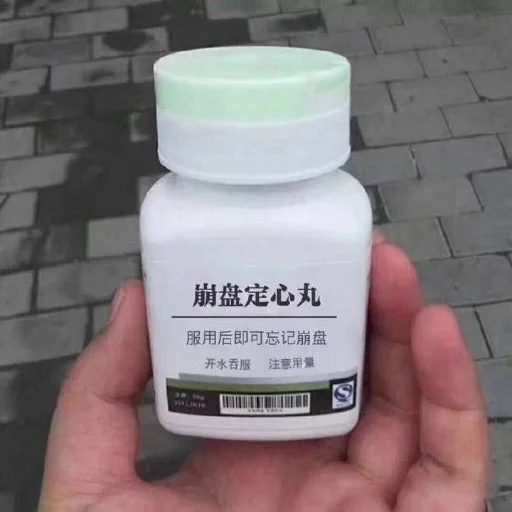 崩盘定心丸
服用后即可忘记崩盘
开水吞服 注意用量